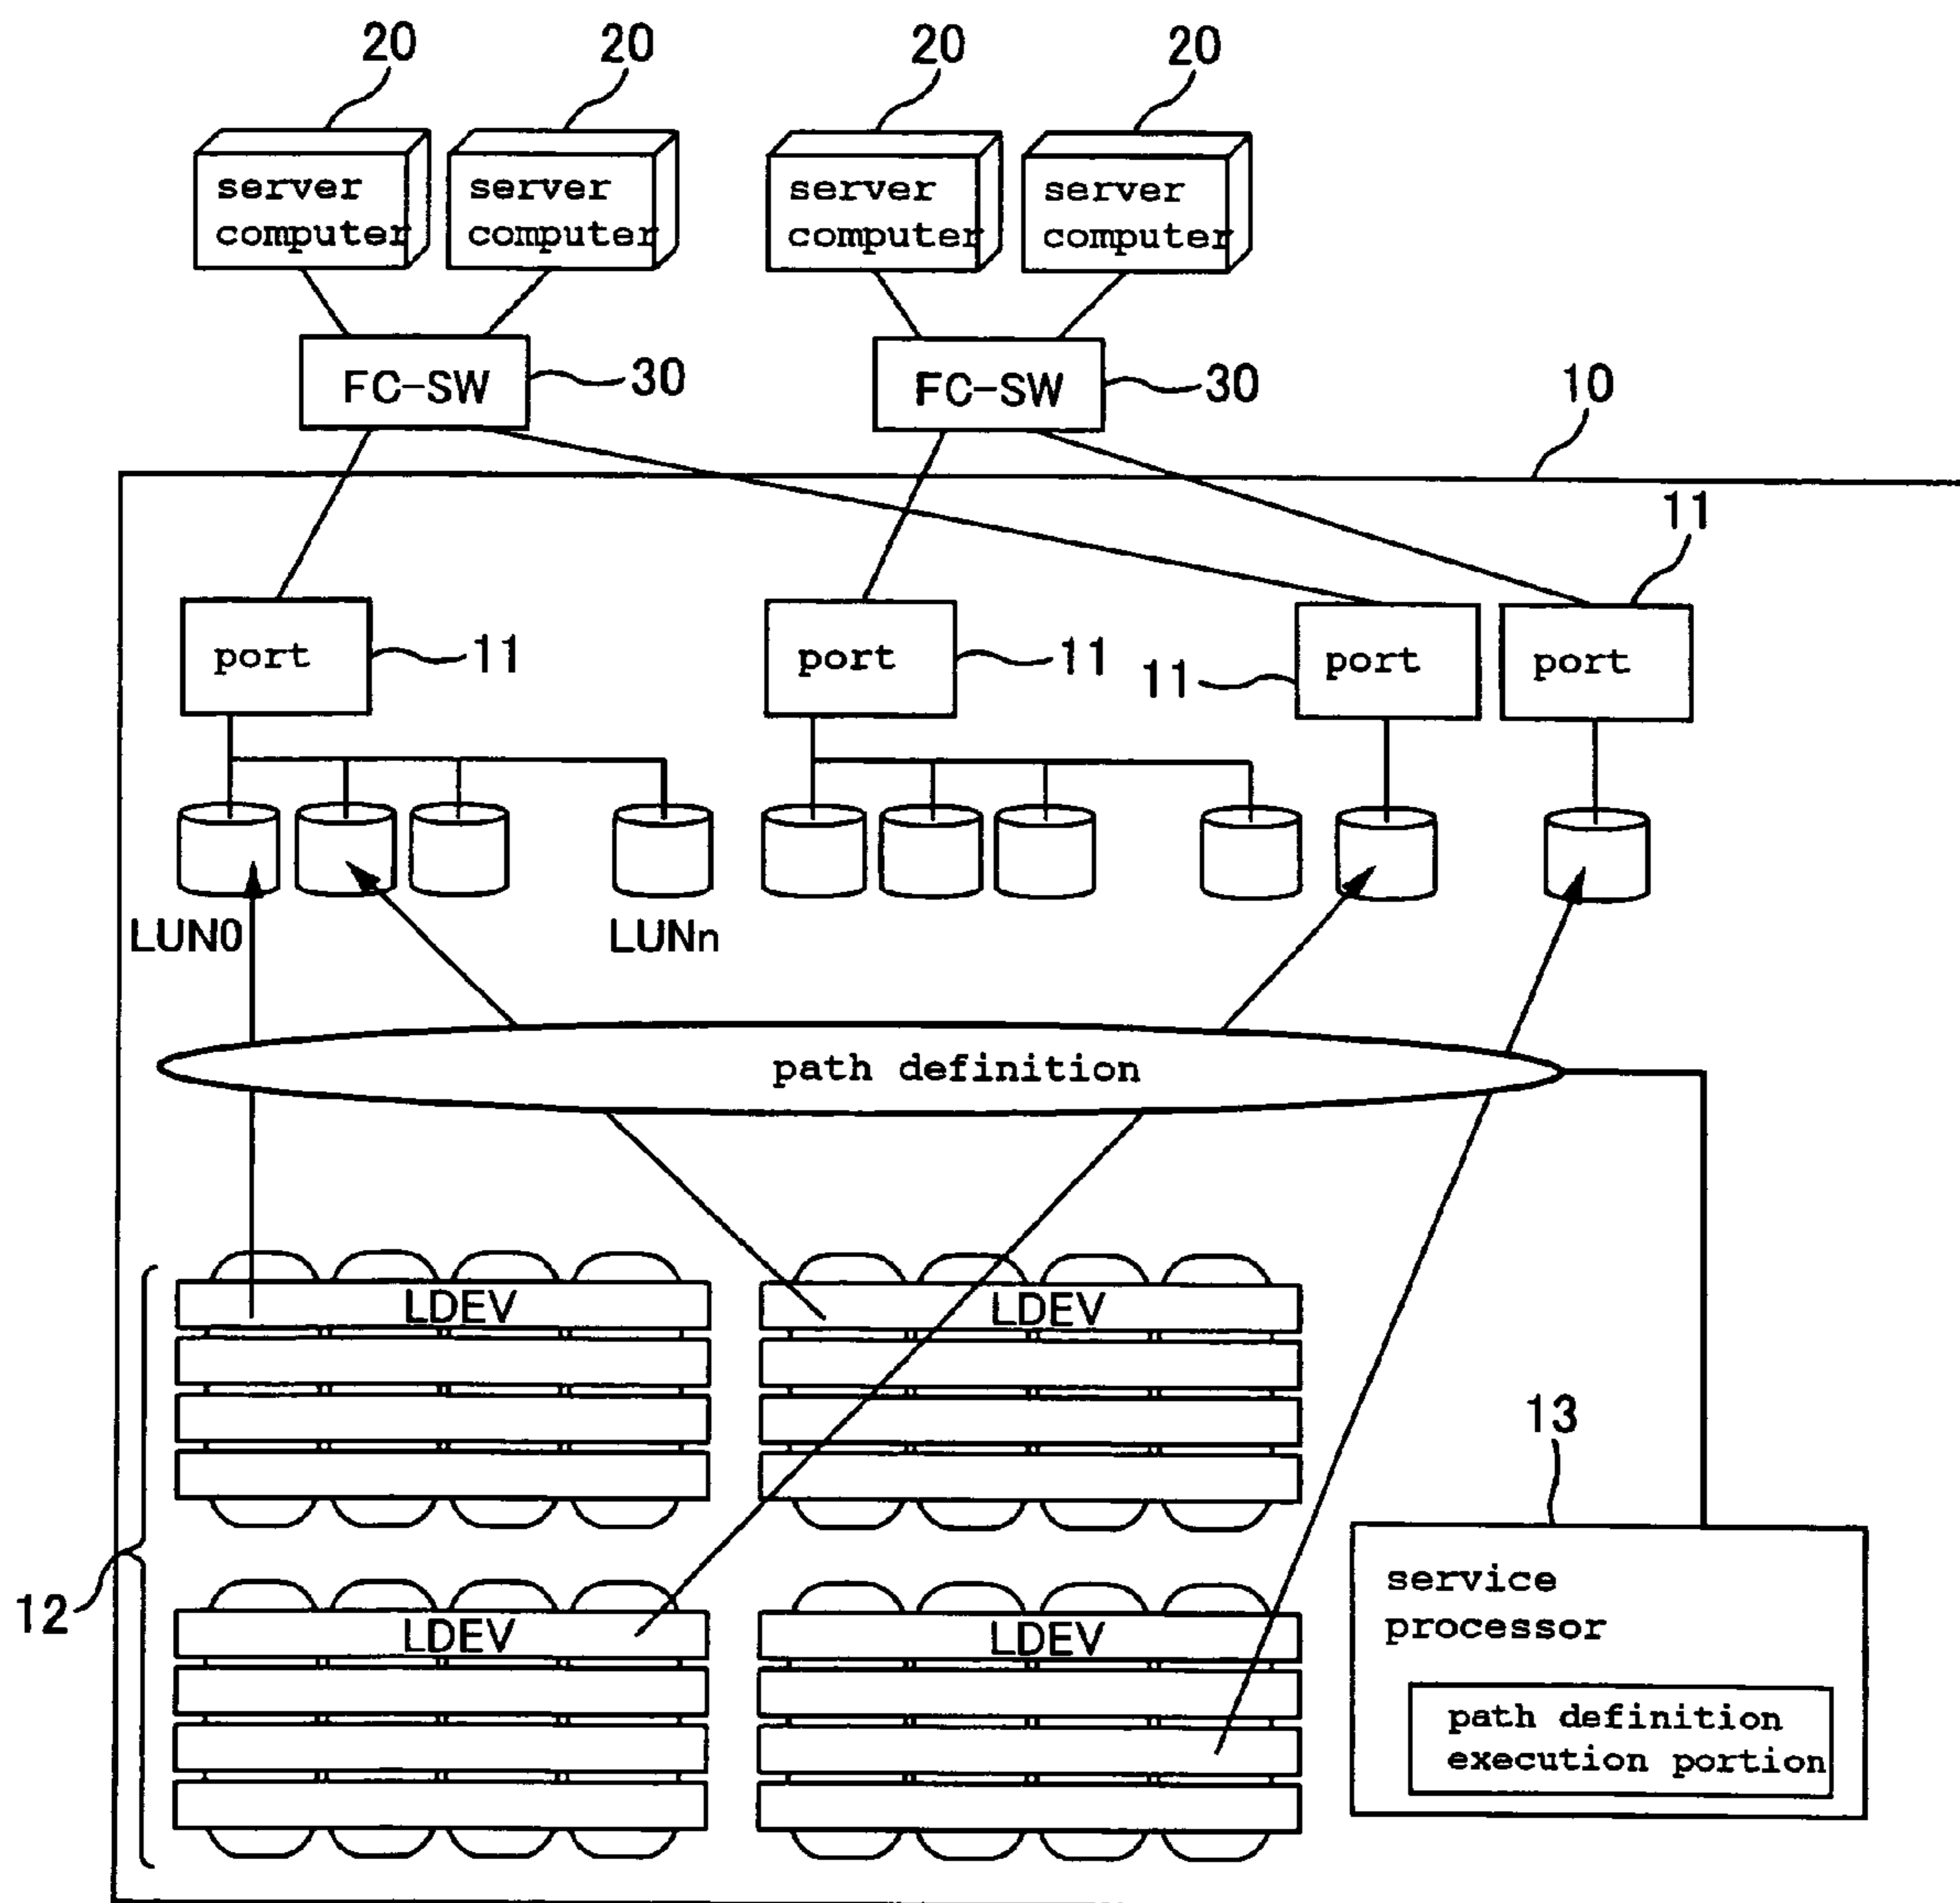 20
20
20
20
server
computer
server
computer
server
computer
server
computer
FC-SW
30
FC-SW
30
10
11
port
11
port
11
11
port
port
LUN0
LUNn
path definition
LDEV
LDEV
13
12
service
processor
LDEV
LDEV
path definition
execution portion